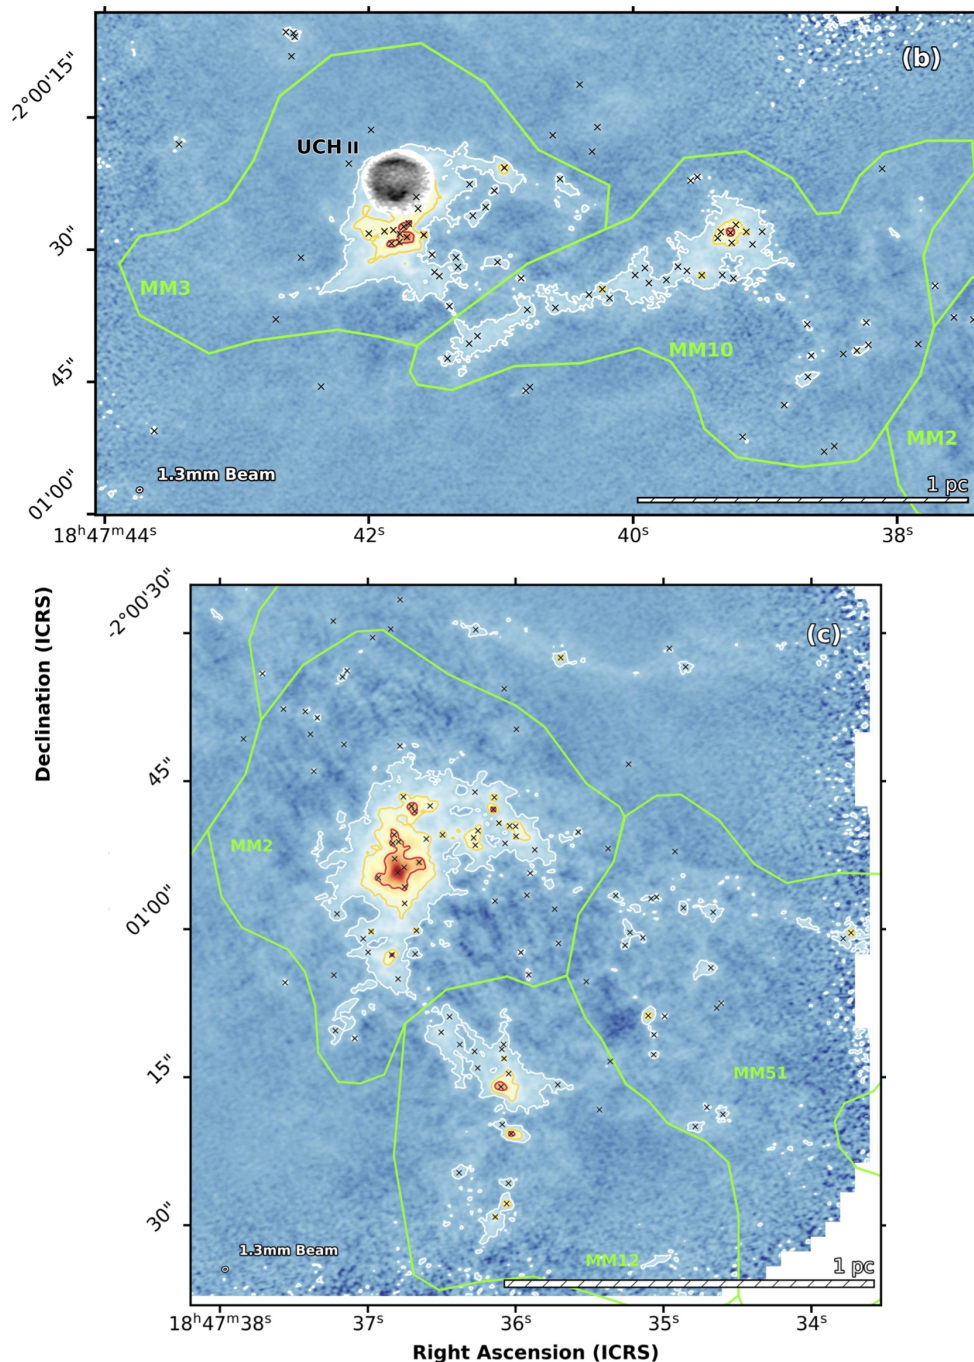 (b)
-2°00'15"
UCH II
30"
MM3
MM10
45"
MM2
1.3mm Beam
1 pc
01'00"
18ʰ47ᵐ44ˢ 42ˢ 40ˢ 38ˢ
-2°00'30"
(c)
Declination (ICRS)
45"
MM2
01'00"
MM51
15"
30"
1.3mm Beam
MM12
1 pc
18ʰ47ᵐ38ˢ 37ˢ 36ˢ 35ˢ 34ˢ
Right Ascension (ICRS)